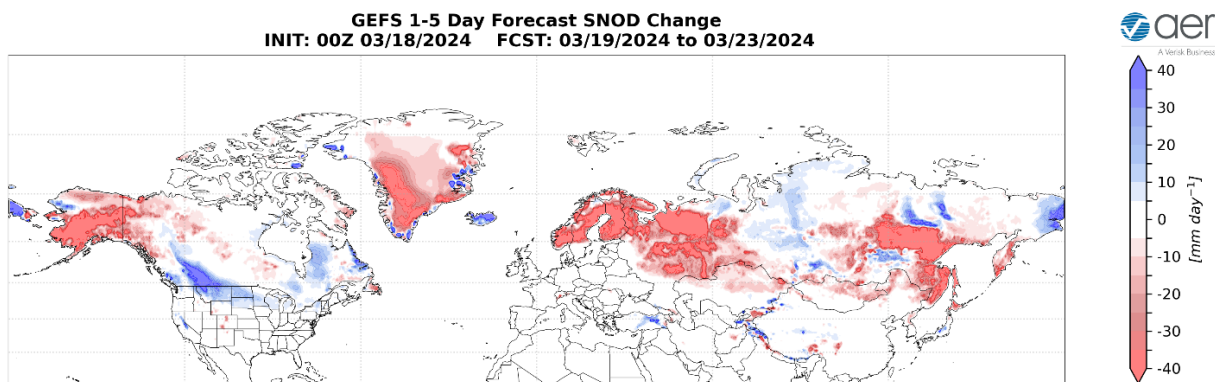 GEFS 1-5 Day Forecast SNOD Change
INIT: 00Z 03/18/2024 FCST: 03/19/2024 to 03/23/2024
aer
A Verisk Business
40
30
20
10
0
-10
-20
-30
-40
[mm day⁻¹]